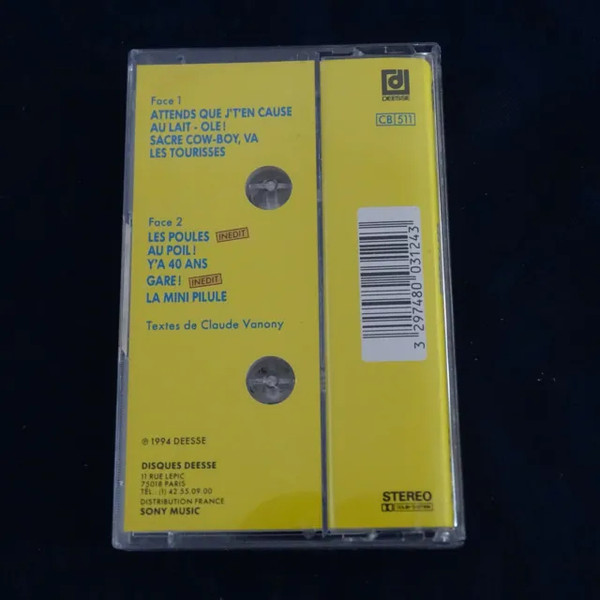 Face 1
ATTENDS QUE J'T'EN CAUSE
AU LAIT - OLE!
SACRE COW-BOY, VA
LES TOURISSES
Face 2
LES POULES INEDIT
AU POIL!
Y'A 40 ANS
GARE! INEDIT
LA MINI PILULE
Textes de Claude Vanony
℗ 1994 DEESSE
DISQUES DEESSE
11 RUE LEPIC
75018 PARIS
TÉL.: (1) 42.55.09.00
DISTRIBUTION FRANCE
SONY MUSIC
DEESSE
CB 511
3 297480 031243
STEREO